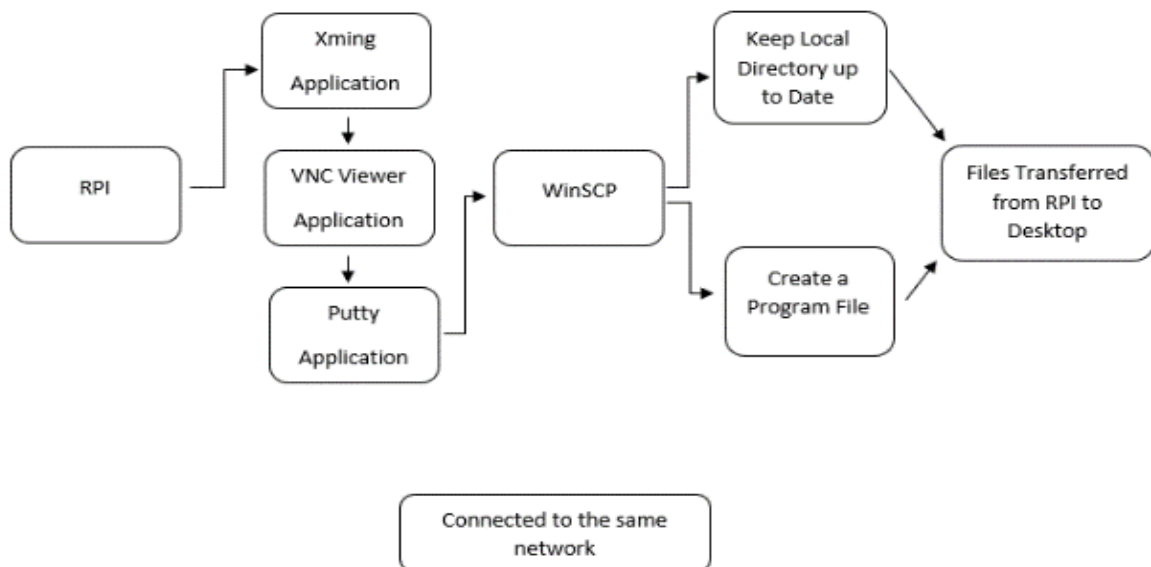 RPI
Xming
Application
VNC Viewer
Application
Putty
Application
WinSCP
Keep Local
Directory up
to Date
Create a
Program File
Files Transferred
from RPI to
Desktop
Connected to the same
network